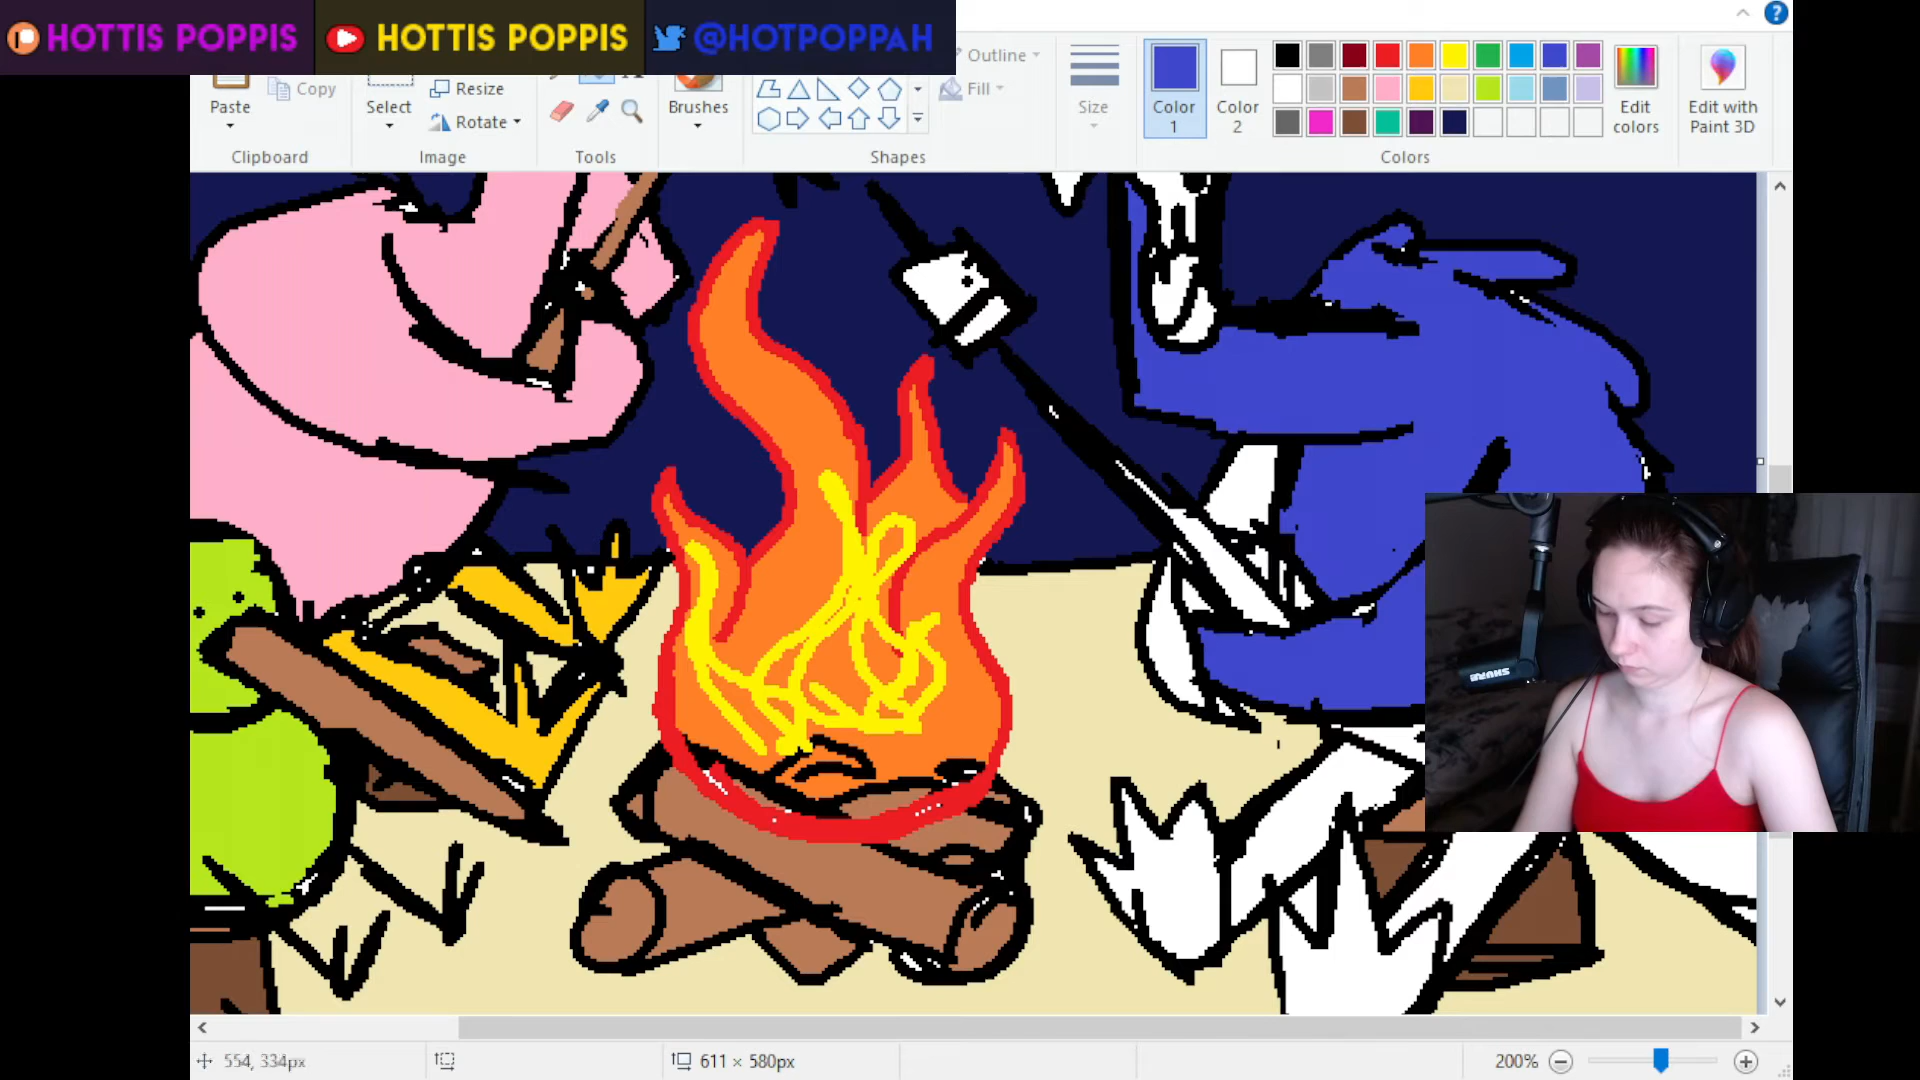 HOTTIS POPPIS
HOTTIS POPPIS
@HOTPOPPAH
Outline
Paste
Copy
Select
Resize
Rotate
Brushes
Fill
Size
Color 1
Color 2
Edit colors
Edit with Paint 3D
Clipboard
Image
Tools
Shapes
Colors
SHURE
554, 334px
611 × 580px
200%